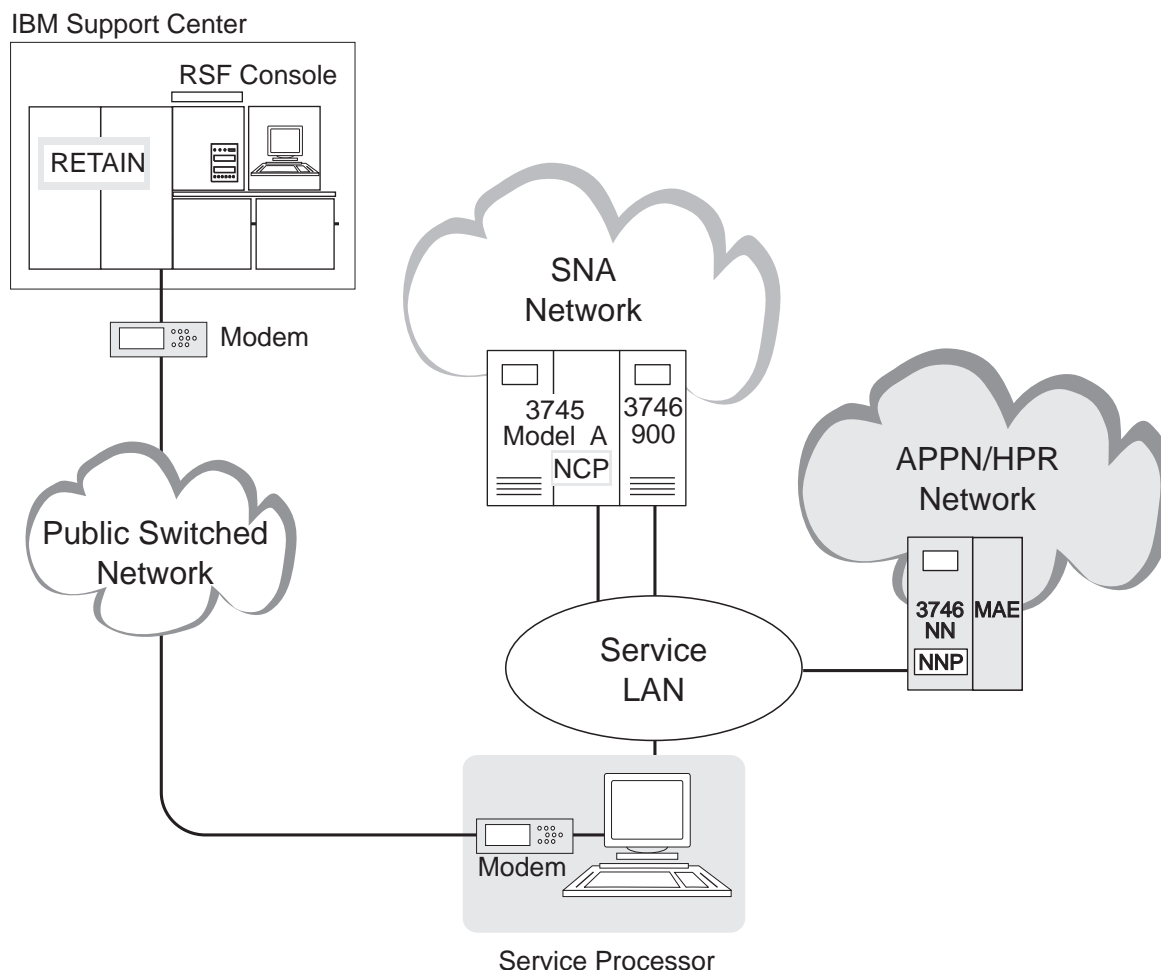 IBM Support Center
RSF Console
RETAIN
Modem
SNA
Network
3745
Model A
NCP
3746
900
APPN/HPR
Network
3746
NN
NNP
MAE
Public Switched
Network
Service
LAN
Modem
Service Processor